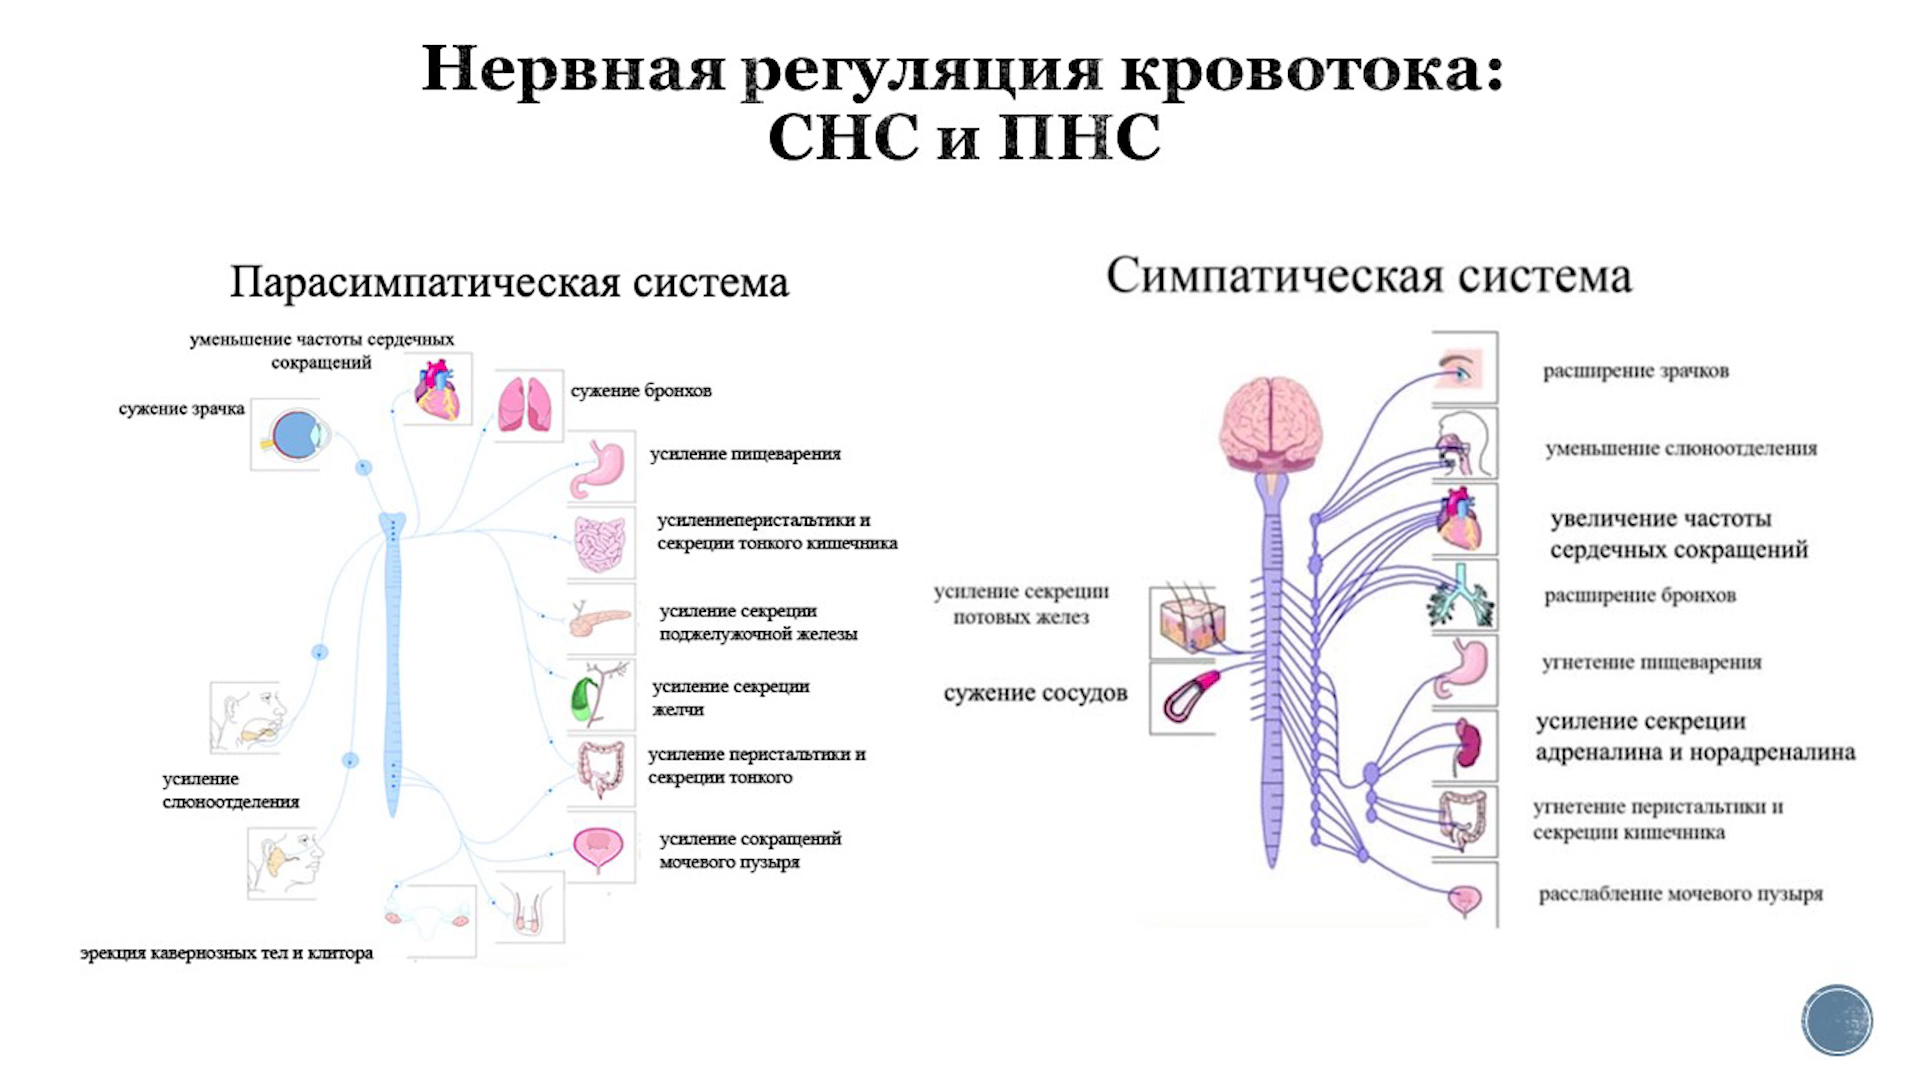 Нервная регуляция кровотока:
СНС и ПНС
Парасимпатическая система
уменьшение частоты сердечных
сокращений
сужение зрачка
сужение бронхов
усиление пищеварения
усилениеперистальтики и
секреции тонкого кишечника
усиление секреции
поджелужочной железы
усиление секреции
желчи
усиление перистальтики и
секреции тонкого
усиление
слюноотделения
усиление сокращений
мочевого пузыря
эрекция кавернозных тел и клитора
Симпатическая система
расширение зрачков
уменьшение слюноотделения
увеличение частоты
сердечных сокращений
расширение бронхов
усиление секреции
потовых желез
угнетение пищеварения
сужение сосудов
усиление секреции
адреналина и норадреналина
угнетение перистальтики и
секреции кишечника
расслабление мочевого пузыря